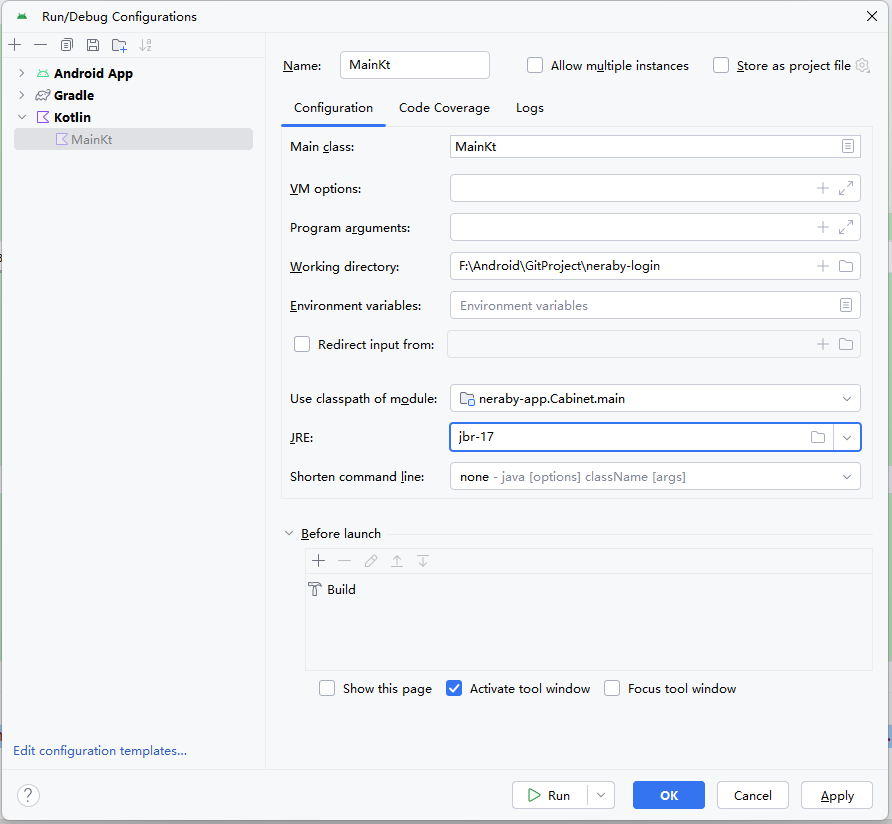 Run/Debug Configurations
Android App
Gradle
Kotlin
MainKt
Edit configuration templates...
Name: MainKt Allow multiple instances Store as project file
Configuration Code Coverage Logs
Main class: MainKt
VM options:
Program arguments:
Working directory: F:\Android\GitProject\neraby-login
Environment variables: Environment variables
Redirect input from:
Use classpath of module: neraby-app.Cabinet.main
JRE: jbr-17
Shorten command line: none - java [options] className [args]
Before launch
Build
Show this page Activate tool window Focus tool window
? Run OK Cancel Apply